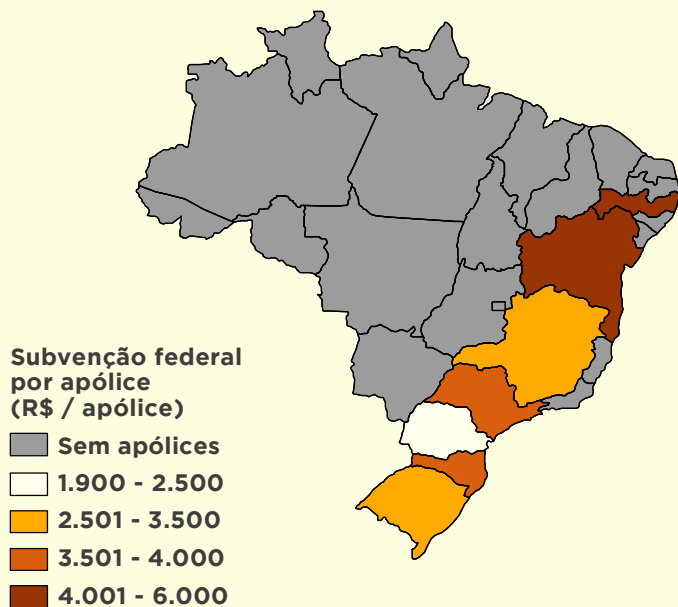 Subvenção federal
por apólice
(R$ / apólice)
Sem apólices
1.900 - 2.500
2.501 - 3.500
3.501 - 4.000
4.001 - 6.000